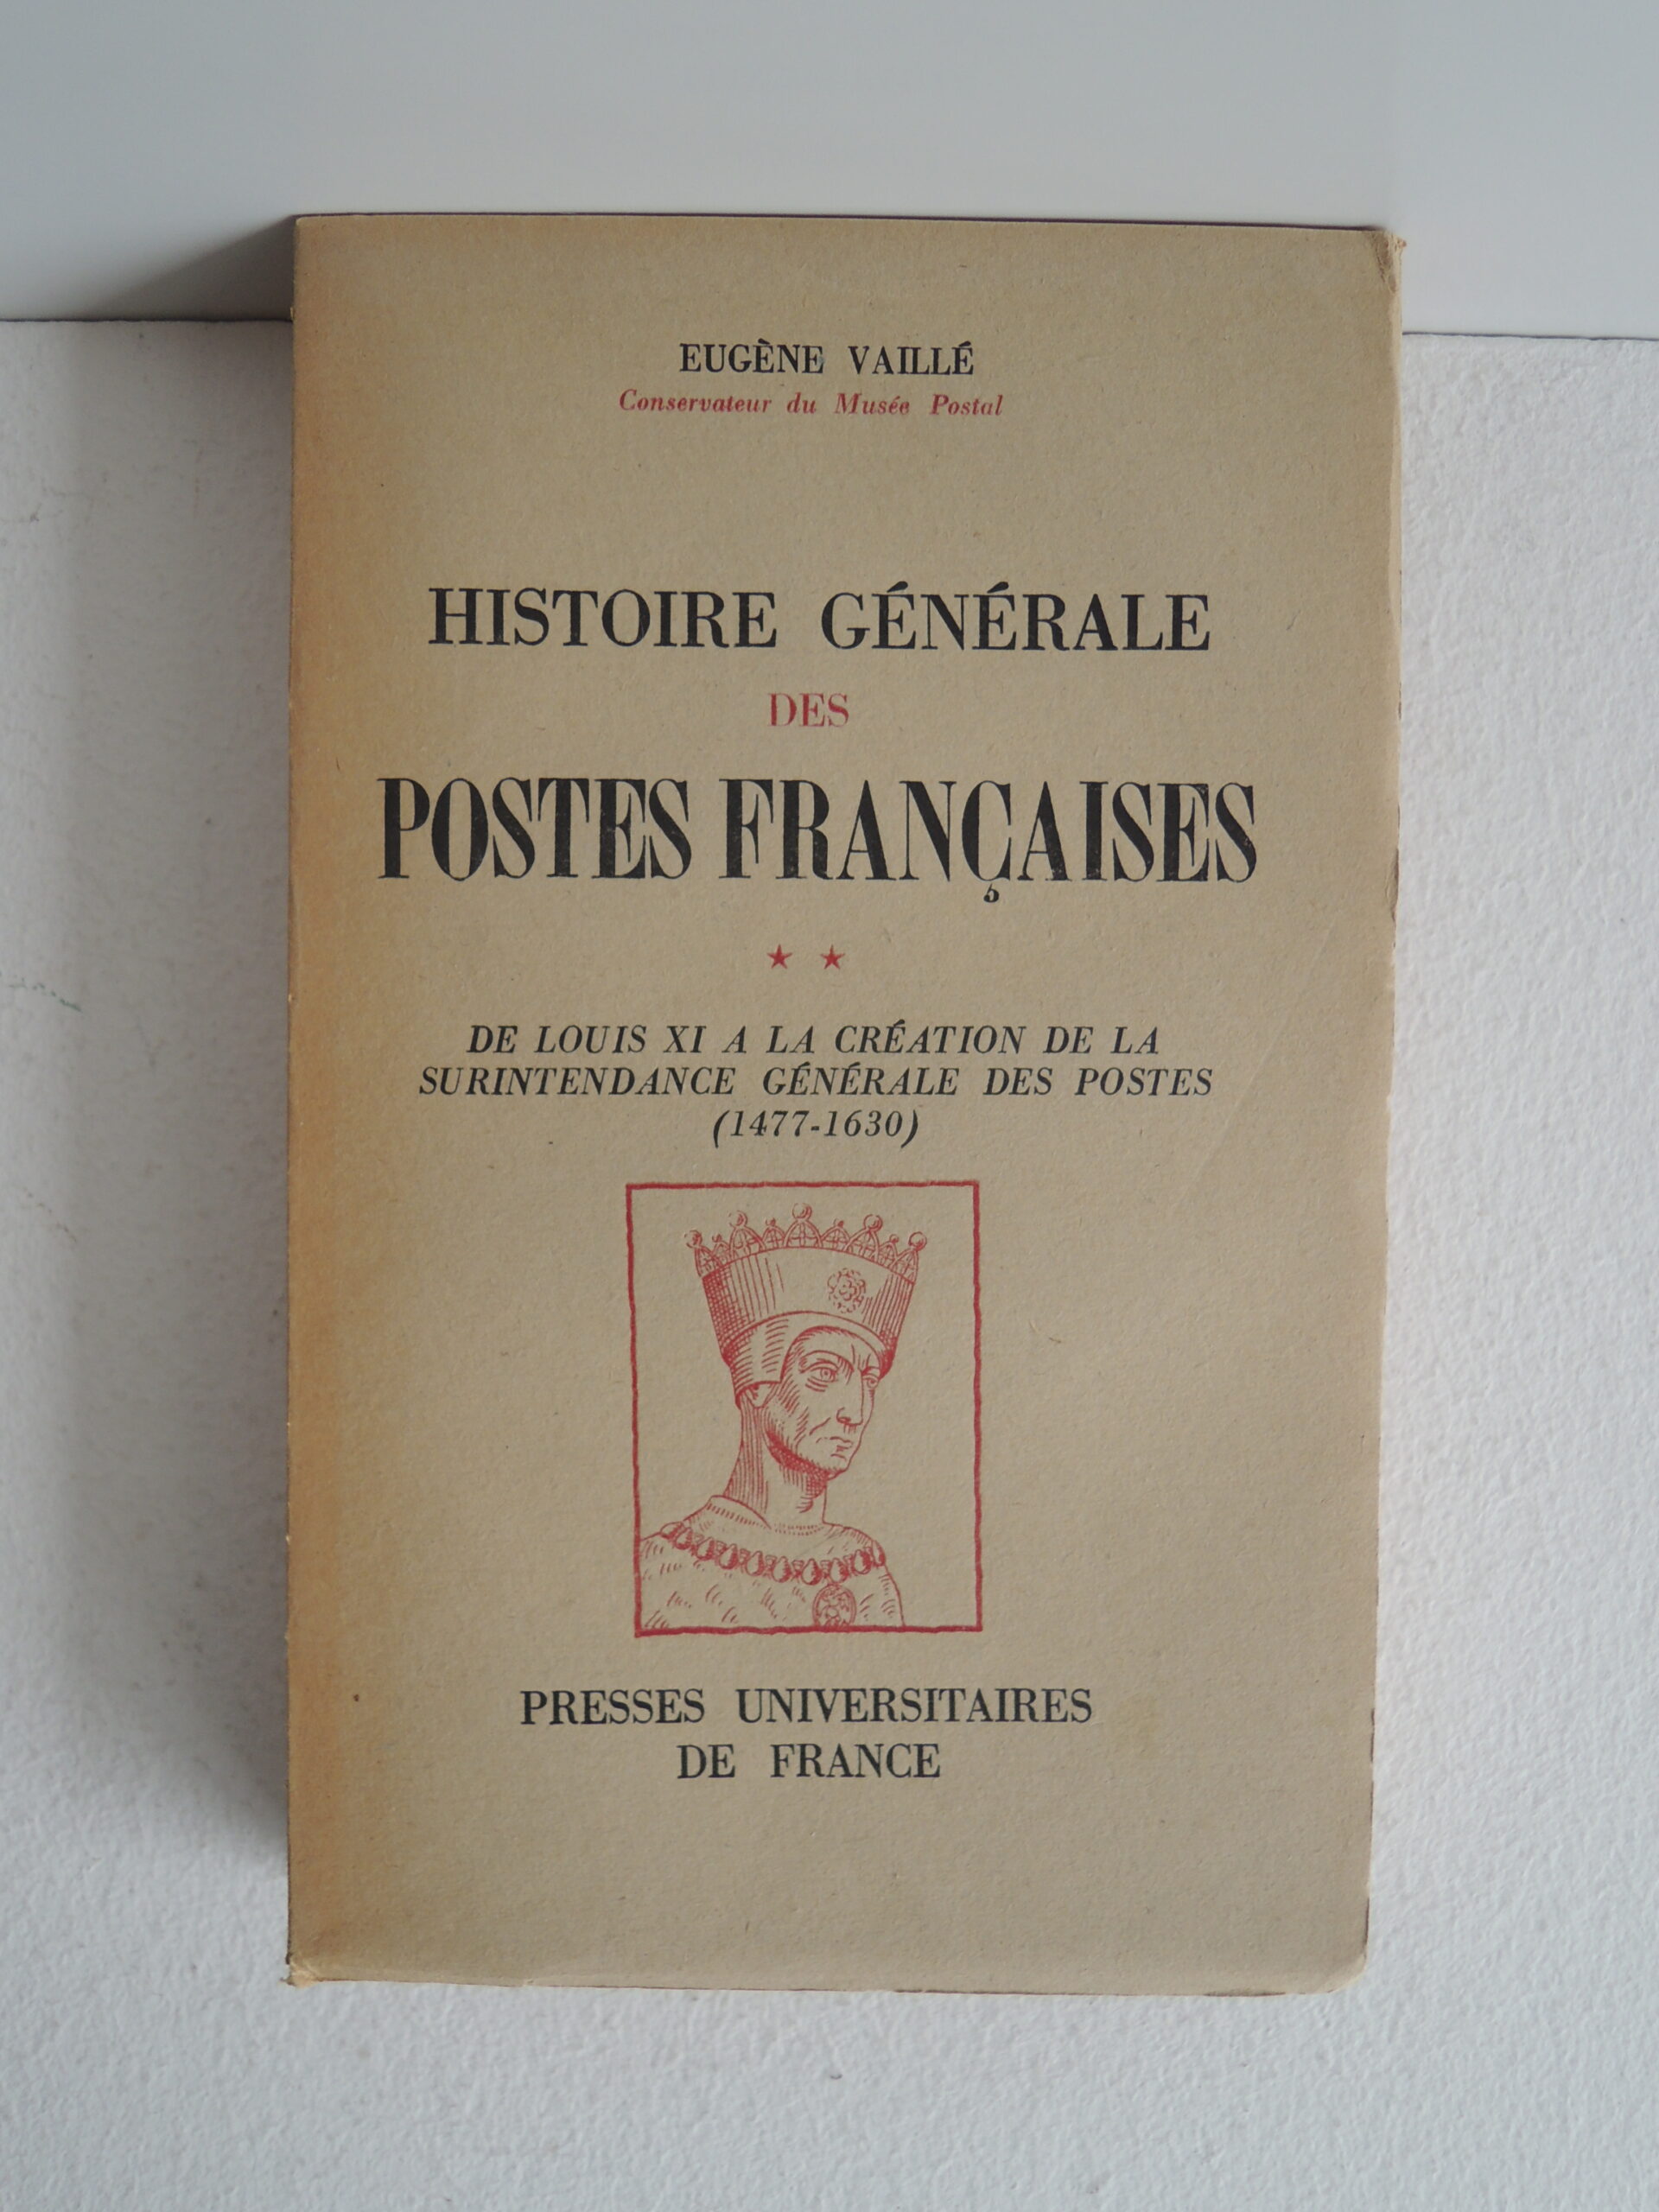 EUGÈNE VAILLÉ
Conservateur du Musée Postal
HISTOIRE GÉNÉRALE
DES
POSTES FRANÇAISES
★ ★
DE LOUIS XI A LA CRÉATION DE LA
SURINTENDANCE GÉNÉRALE DES POSTES
(1477-1630)
PRESSES UNIVERSITAIRES
DE FRANCE